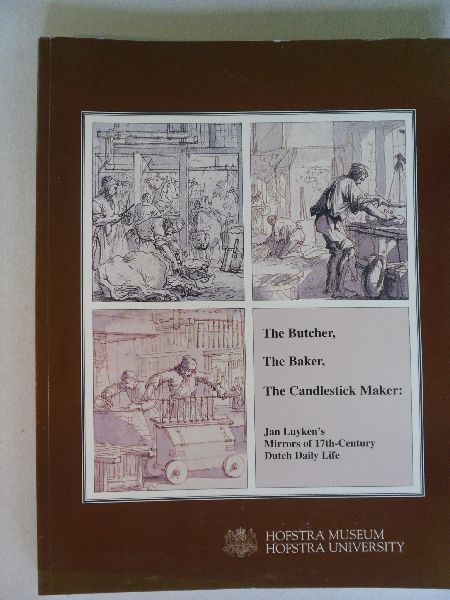 The Butcher,
The Baker,
The Candlestick Maker:
Jan Luyken's
Mirrors of 17th-Century
Dutch Daily Life
HOFSTRA MUSEUM
HOFSTRA UNIVERSITY